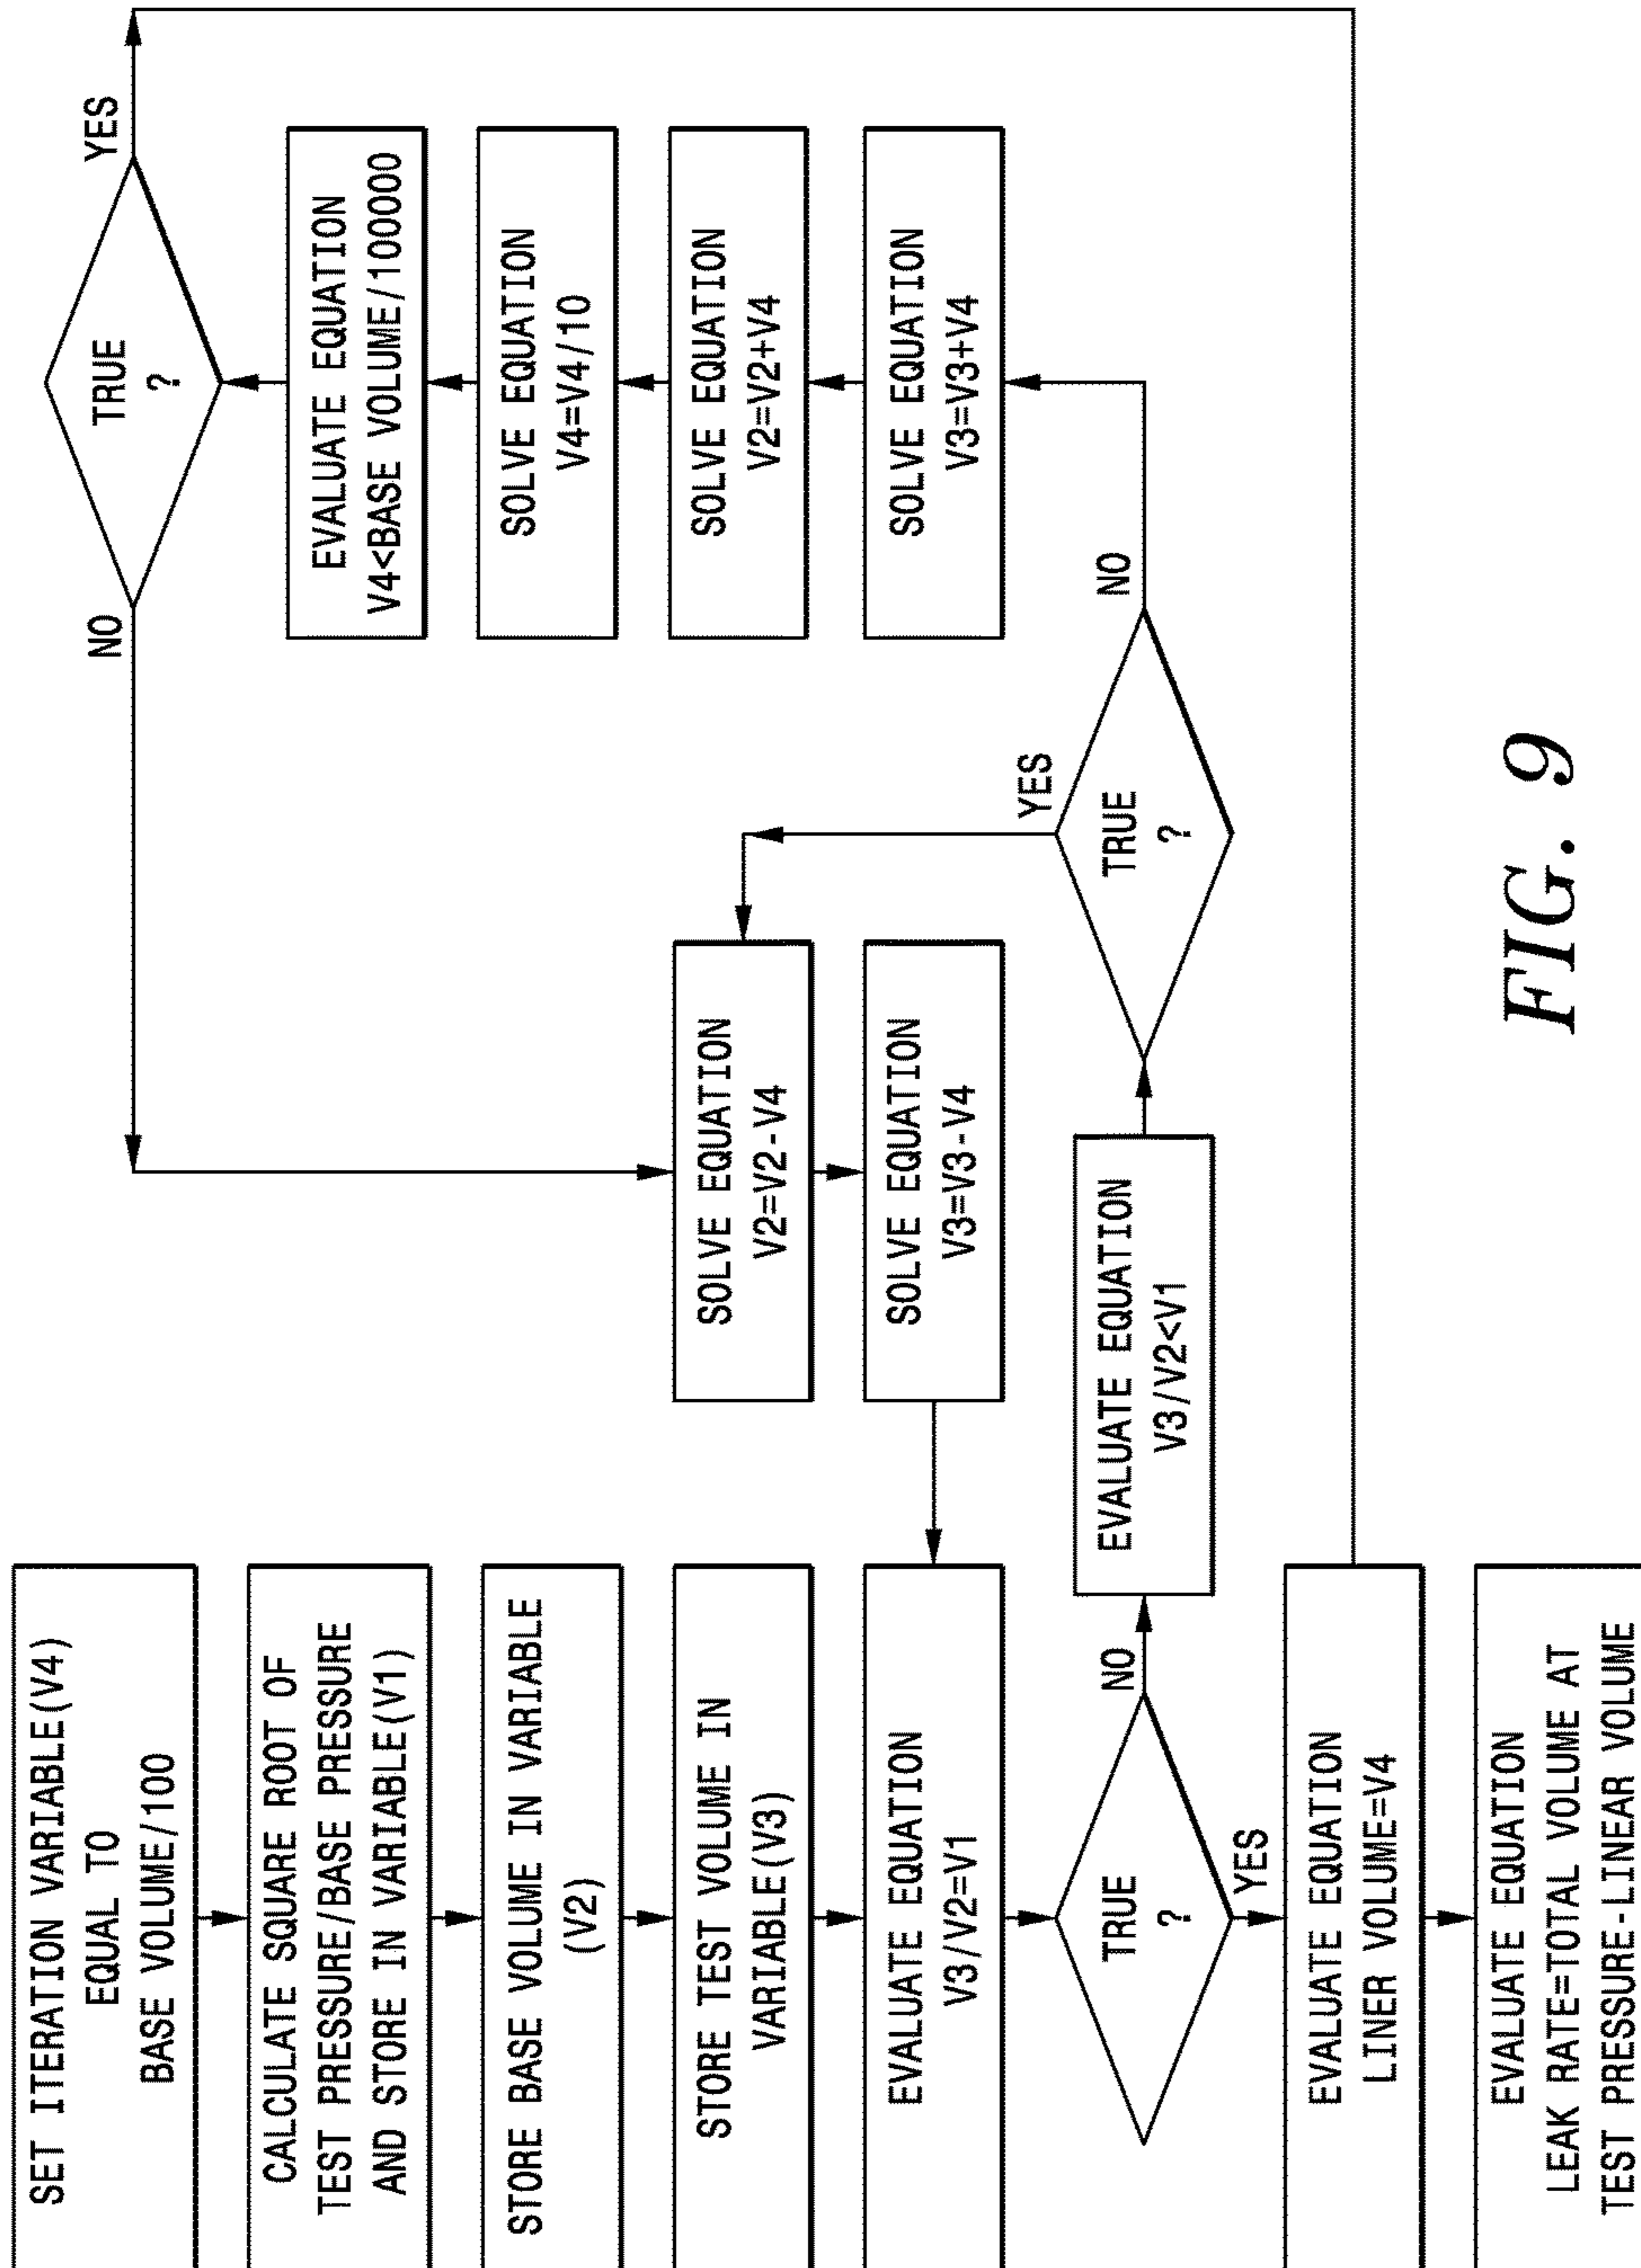 SET ITERATION VARIABLE(V4)
EQUAL TO
BASE VOLUME/100
CALCULATE SQUARE ROOT OF
TEST PRESSURE/BASE PRESSURE
AND STORE IN VARIABLE(V1)
STORE BASE VOLUME IN VARIABLE
(V2)
STORE TEST VOLUME IN
VARIABLE(V3)
EVALUATE EQUATION
V3/V2=V1
TRUE
?
NO
YES
EVALUATE EQUATION
LINER VOLUME=V4
EVALUATE EQUATION
LEAK RATE=TOTAL VOLUME AT
TEST PRESSURE-LINEAR VOLUME
SOLVE EQUATION
V2=V2-V4
SOLVE EQUATION
V3=V3-V4
EVALUATE EQUATION
V3/V2<V1
TRUE
?
YES
NO
SOLVE EQUATION
V3=V3+V4
SOLVE EQUATION
V2=V2+V4
SOLVE EQUATION
V4=V4/10
EVALUATE EQUATION
V4<BASE VOLUME/100000
TRUE
?
NO
YES
FIG. 9